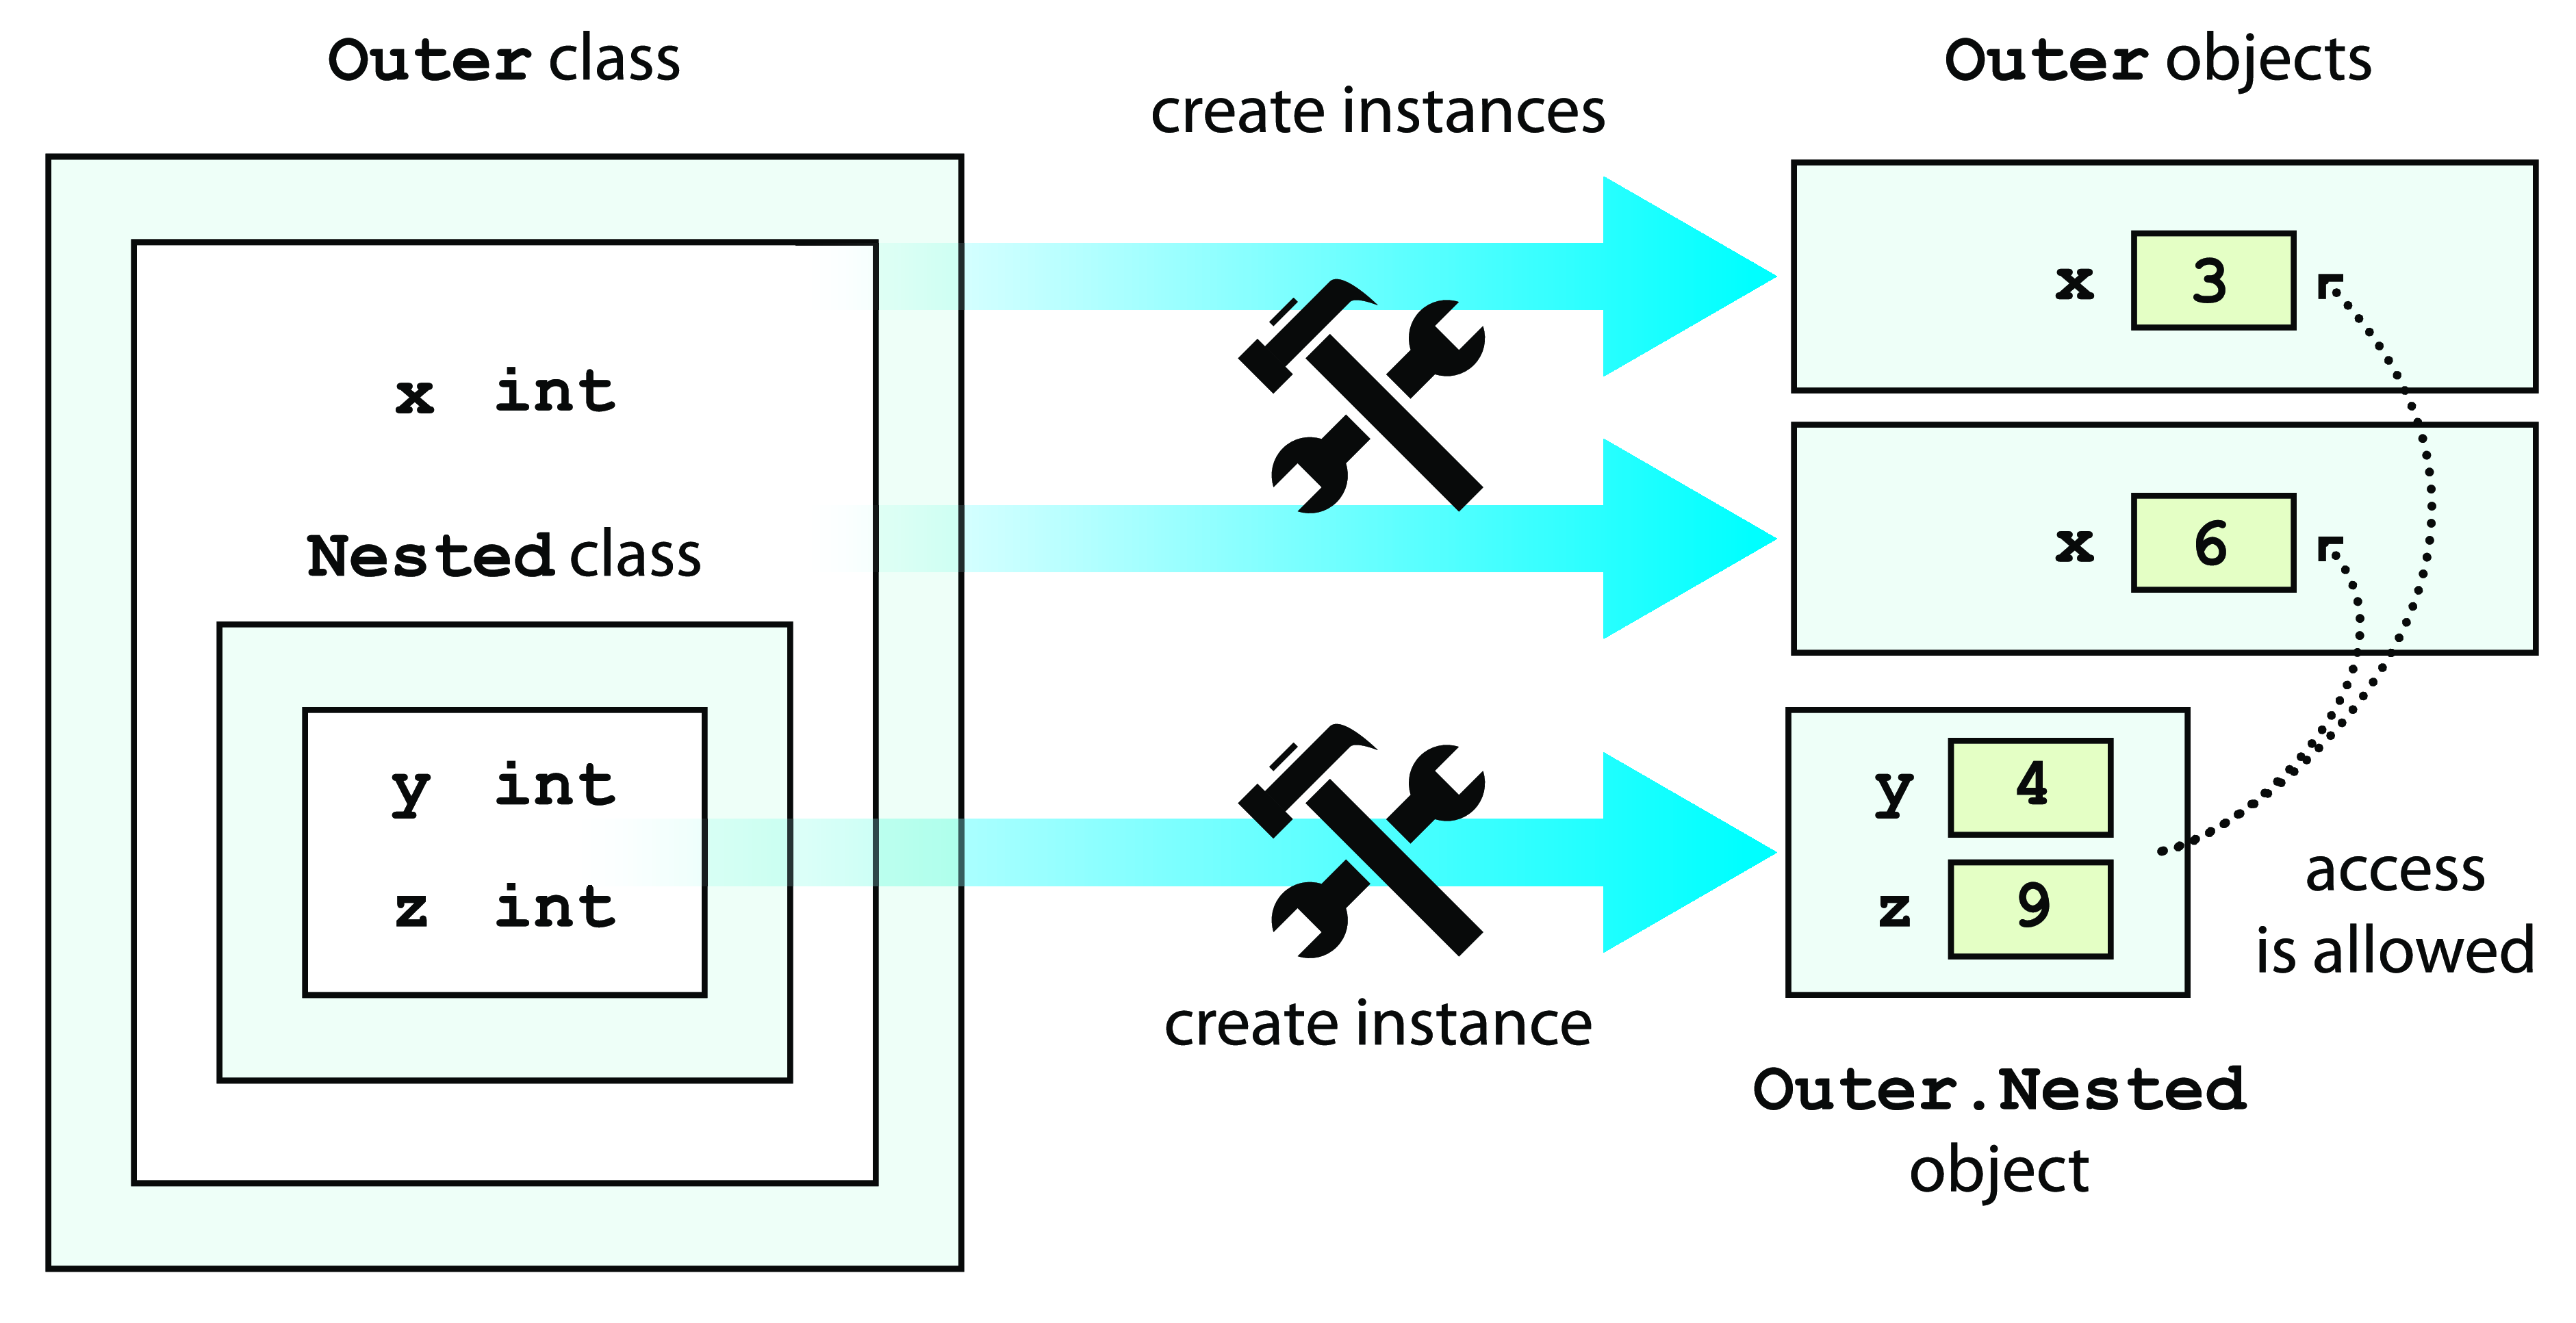 Outer class
x int
Nested class
y int
z int
create instances
create instance
Outer objects
x 3
x 6
y 4
z 9
access
is allowed
Outer.Nested
object